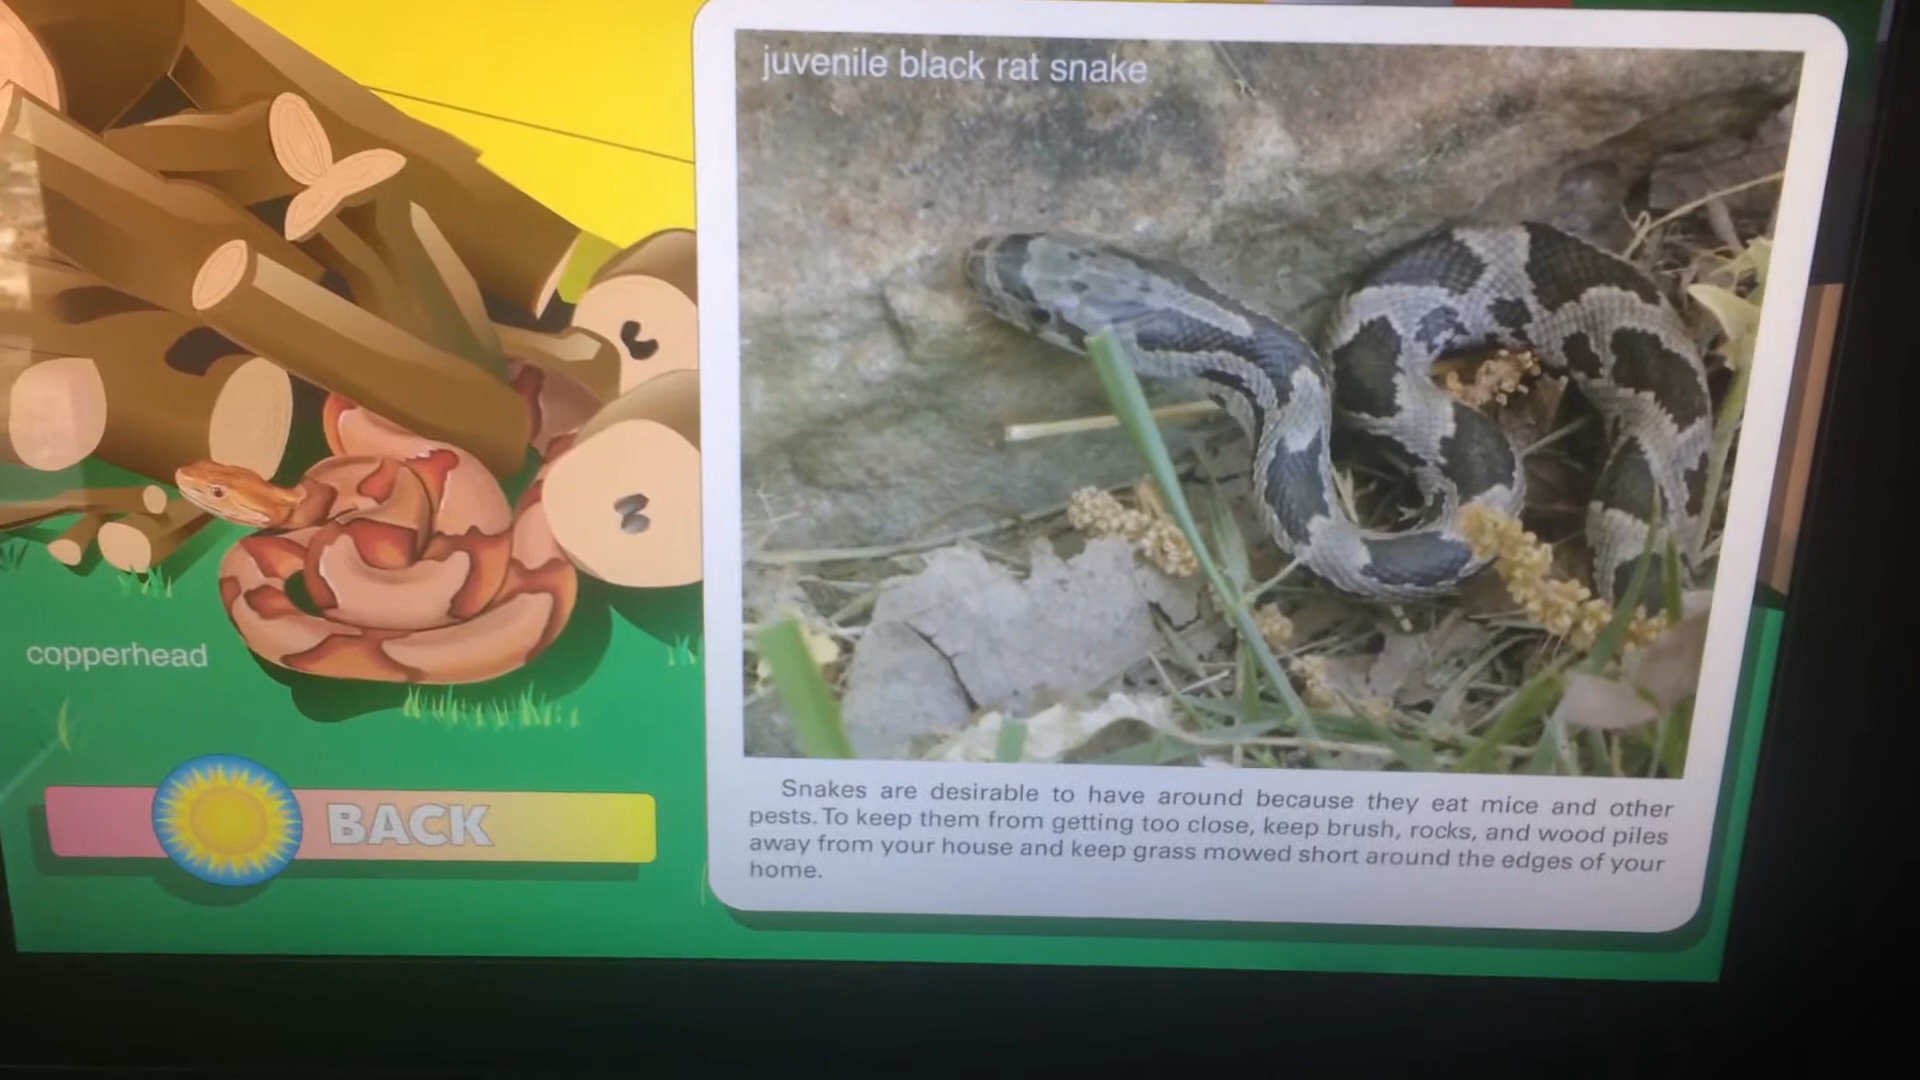 juvenile black rat snake
copperhead
BACK
Snakes are desirable to have around because they eat mice and other
pests. To keep them from getting too close, keep brush, rocks, and wood piles
away from your house and keep grass mowed short around the edges of your
home.